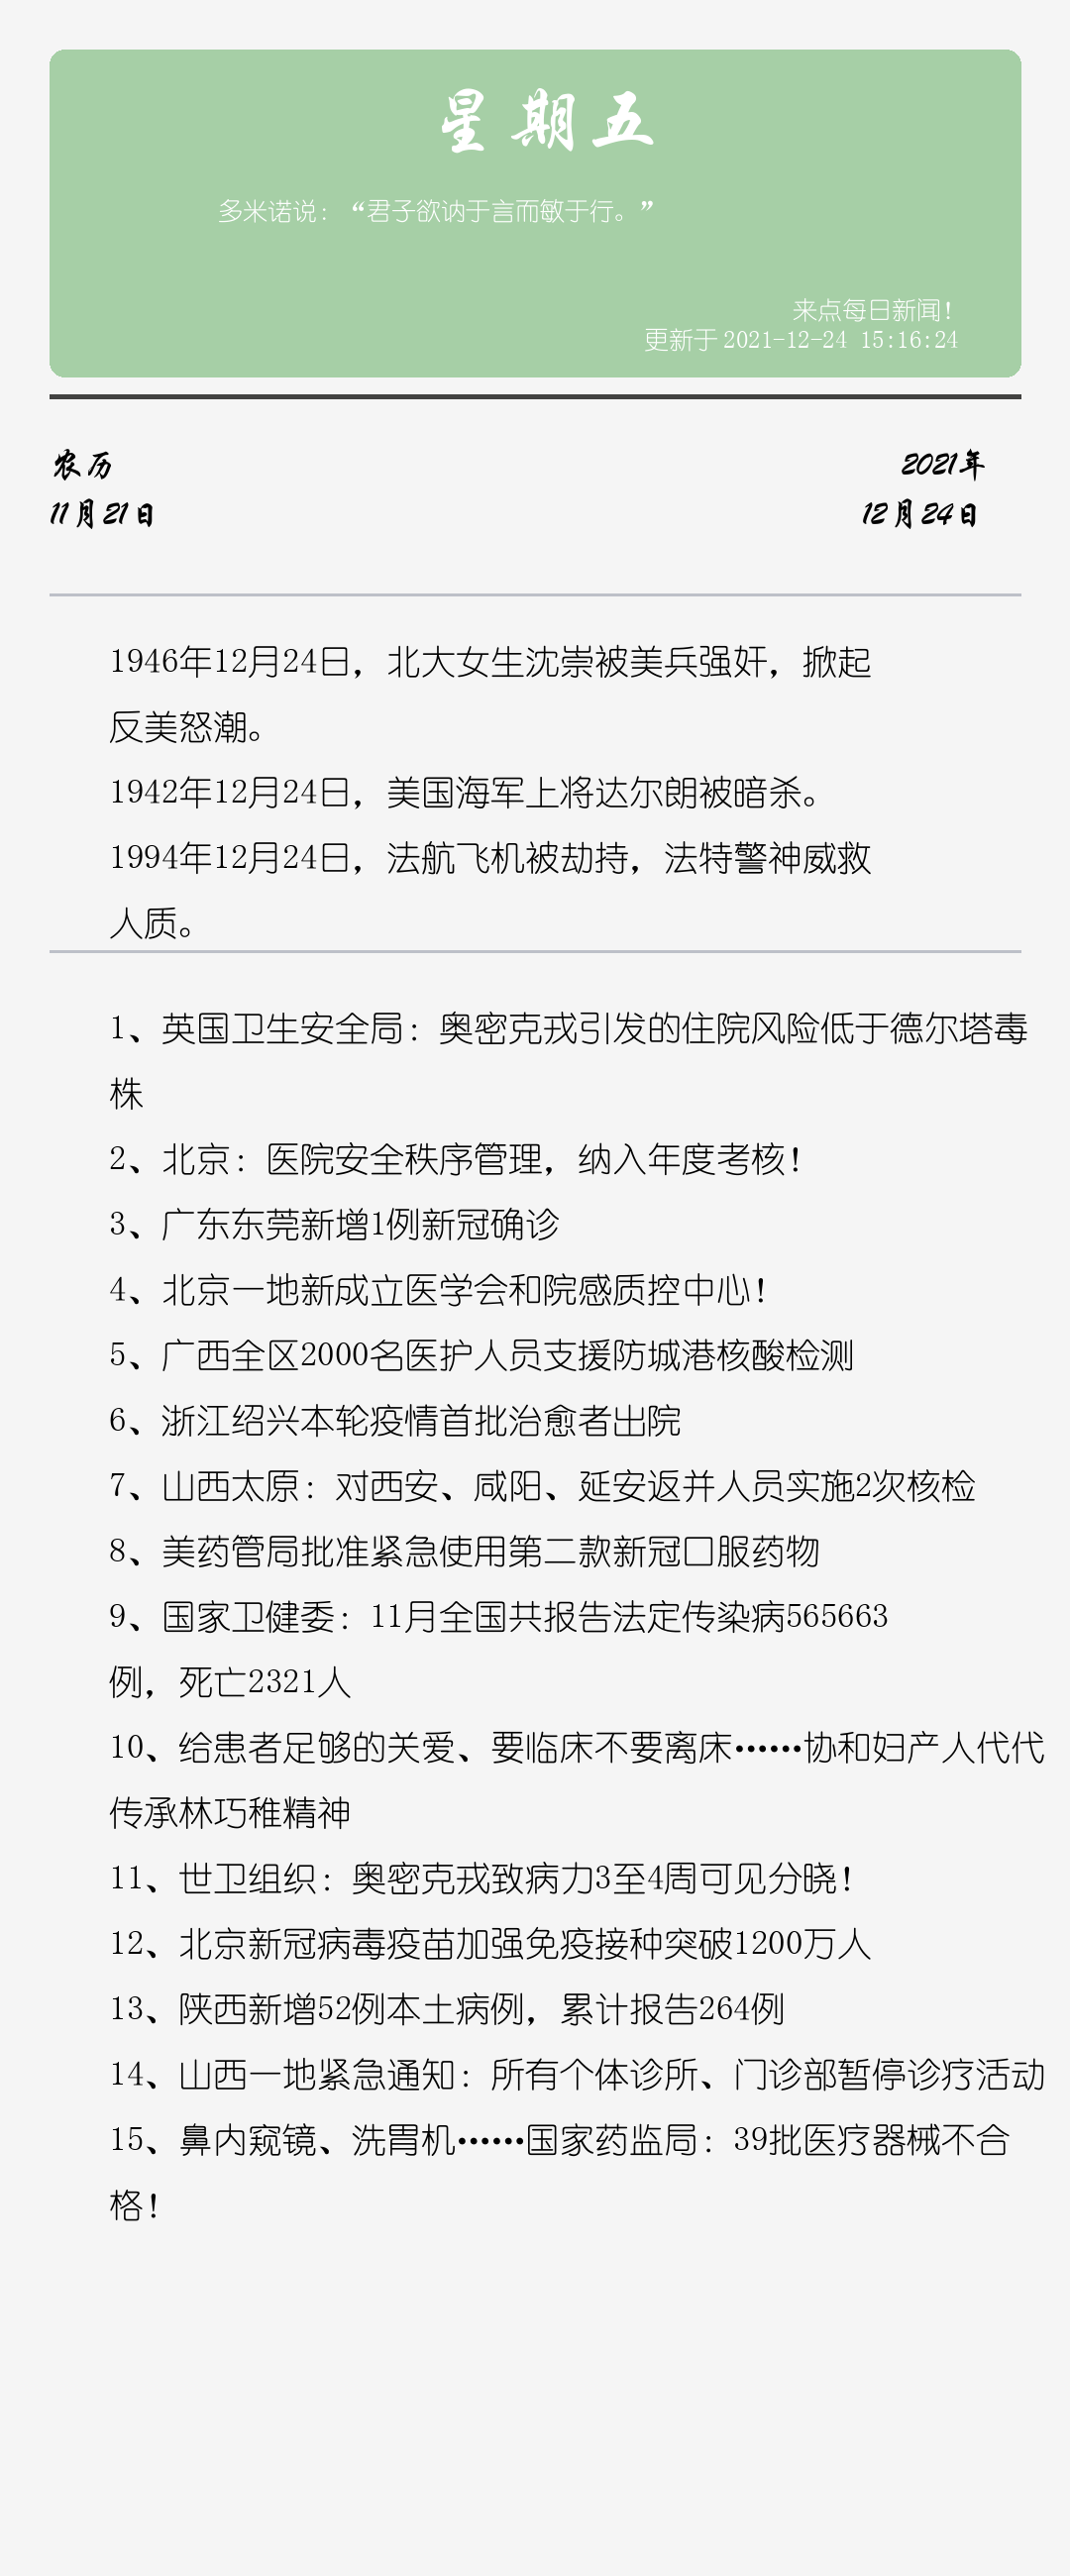 星期五
多米诺说：“君子欲讷于言而敏于行。”
来点每日新闻！
更新于 2021-12-24 15:16:24
农历
2021年
11月21日
12月24日
1946年12月24日，北大女生沈崇被美兵强奸，掀起
反美怒潮。
1942年12月24日，美国海军上将达尔朗被暗杀。
1994年12月24日，法航飞机被劫持，法特警神威救
人质。
1、英国卫生安全局：奥密克戎引发的住院风险低于德尔塔毒
株
2、北京：医院安全秩序管理，纳入年度考核！
3、广东东莞新增1例新冠确诊
4、北京一地新成立医学会和院感质控中心！
5、广西全区2000名医护人员支援防城港核酸检测
6、浙江绍兴本轮疫情首批治愈者出院
7、山西太原：对西安、咸阳、延安返并人员实施2次核检
8、美药管局批准紧急使用第二款新冠口服药物
9、国家卫健委：11月全国共报告法定传染病565663
例，死亡2321人
10、给患者足够的关爱、要临床不要离床……协和妇产人代代
传承林巧稚精神
11、世卫组织：奥密克戎致病力3至4周可见分晓！
12、北京新冠病毒疫苗加强免疫接种突破1200万人
13、陕西新增52例本土病例，累计报告264例
14、山西一地紧急通知：所有个体诊所、门诊部暂停诊疗活动
15、鼻内窥镜、洗胃机……国家药监局：39批医疗器械不合
格！